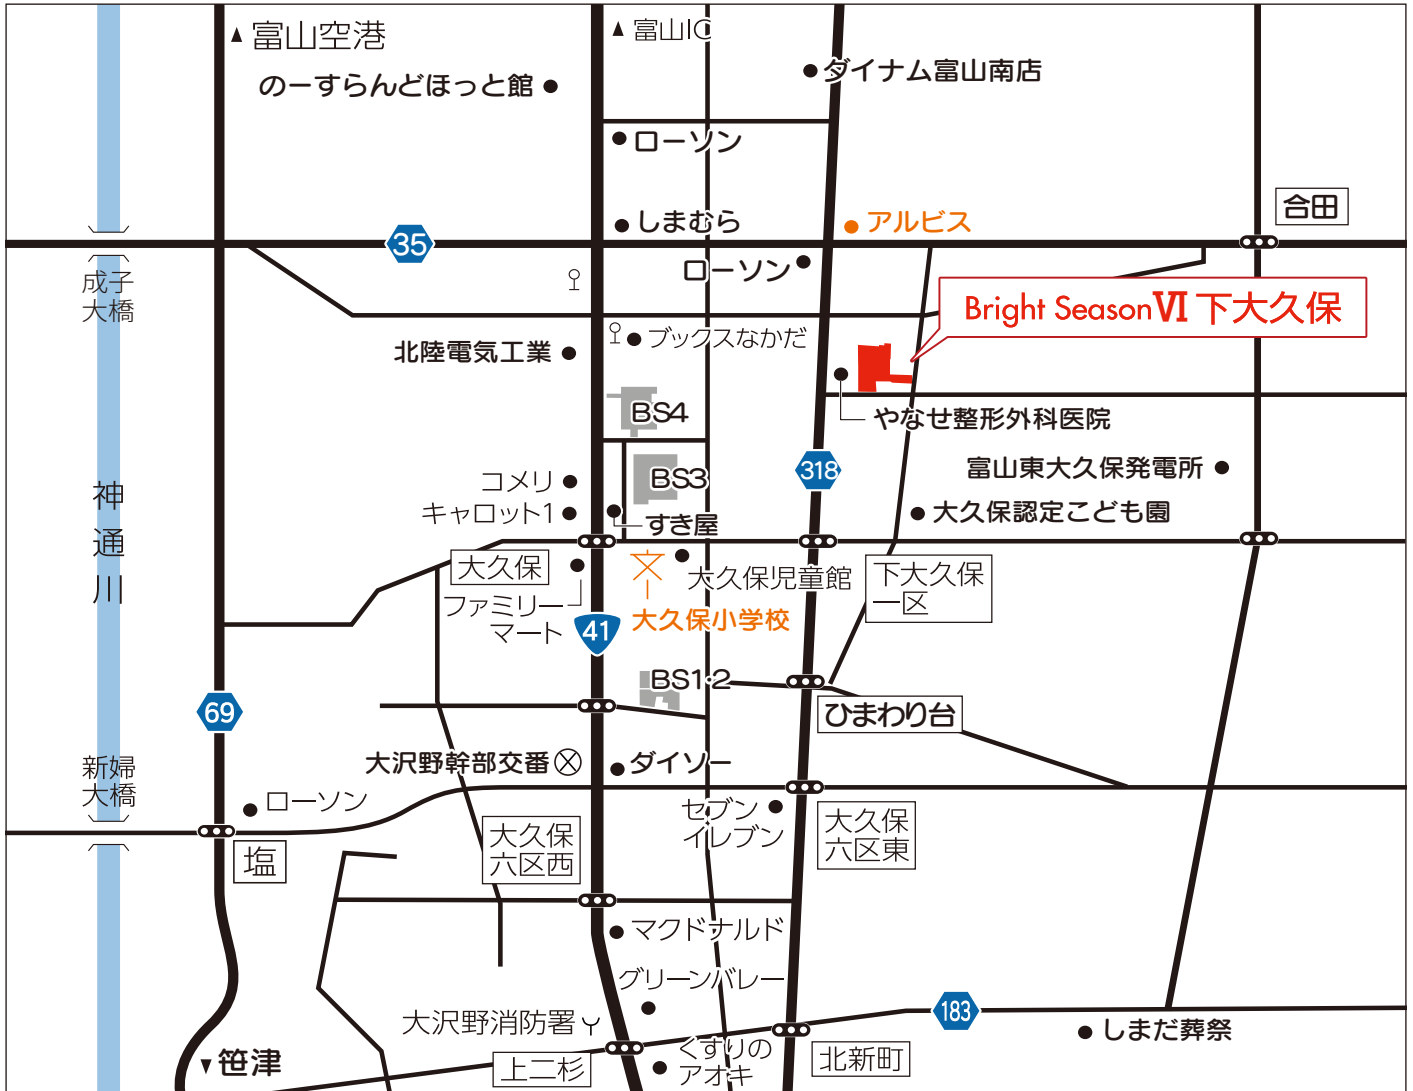 ▲ 富山空港
▲ 富山IC
のーすらんどほっと館
ダイナム富山南店
ローソン
しまむら
アルビス
合田
35
ローソン
成子
大橋
Bright SeasonⅥ 下大久保
ブックスなかだ
北陸電気工業
BS4
やなせ整形外科医院
318
富山東大久保発電所
コメリ
BS3
キャロット1
すき屋
大久保認定こども園
神通川
大久保
大久保児童館
下大久保
一区
ファミリー
マート
大久保小学校
41
BS1・2
69
ひまわり台
新婦
大橋
大沢野幹部交番
ダイソー
ローソン
セブン
イレブン
大久保
六区東
大久保
六区西
塩
マクドナルド
グリーンバレー
183
大沢野消防署
しまだ葬祭
▼笹津
上二杉
くすりの
アオキ
北新町